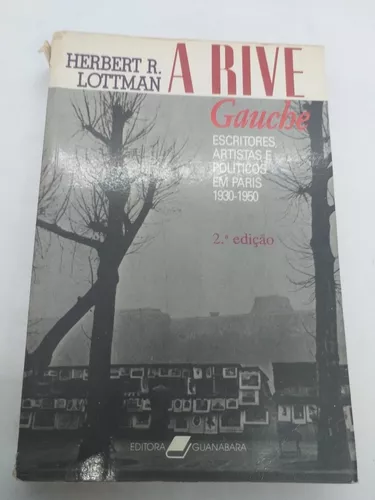 HERBERT R.
LOTTMAN
A RIVE
Gauche
ESCRITORES,
ARTISTAS E
POLÍTICOS
EM PARIS
1930-1950
2.ª edição
EDITORA GUANABARA